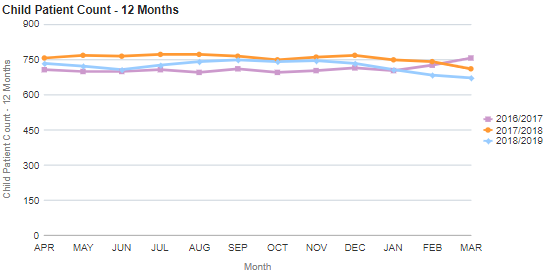 Child Patient Count - 12 Months
Child Patient Count - 12 Months
900
750
600
450
300
150
0
APR MAY JUN JUL AUG SEP OCT NOV DEC JAN FEB MAR
Month
2016/2017
2017/2018
2018/2019